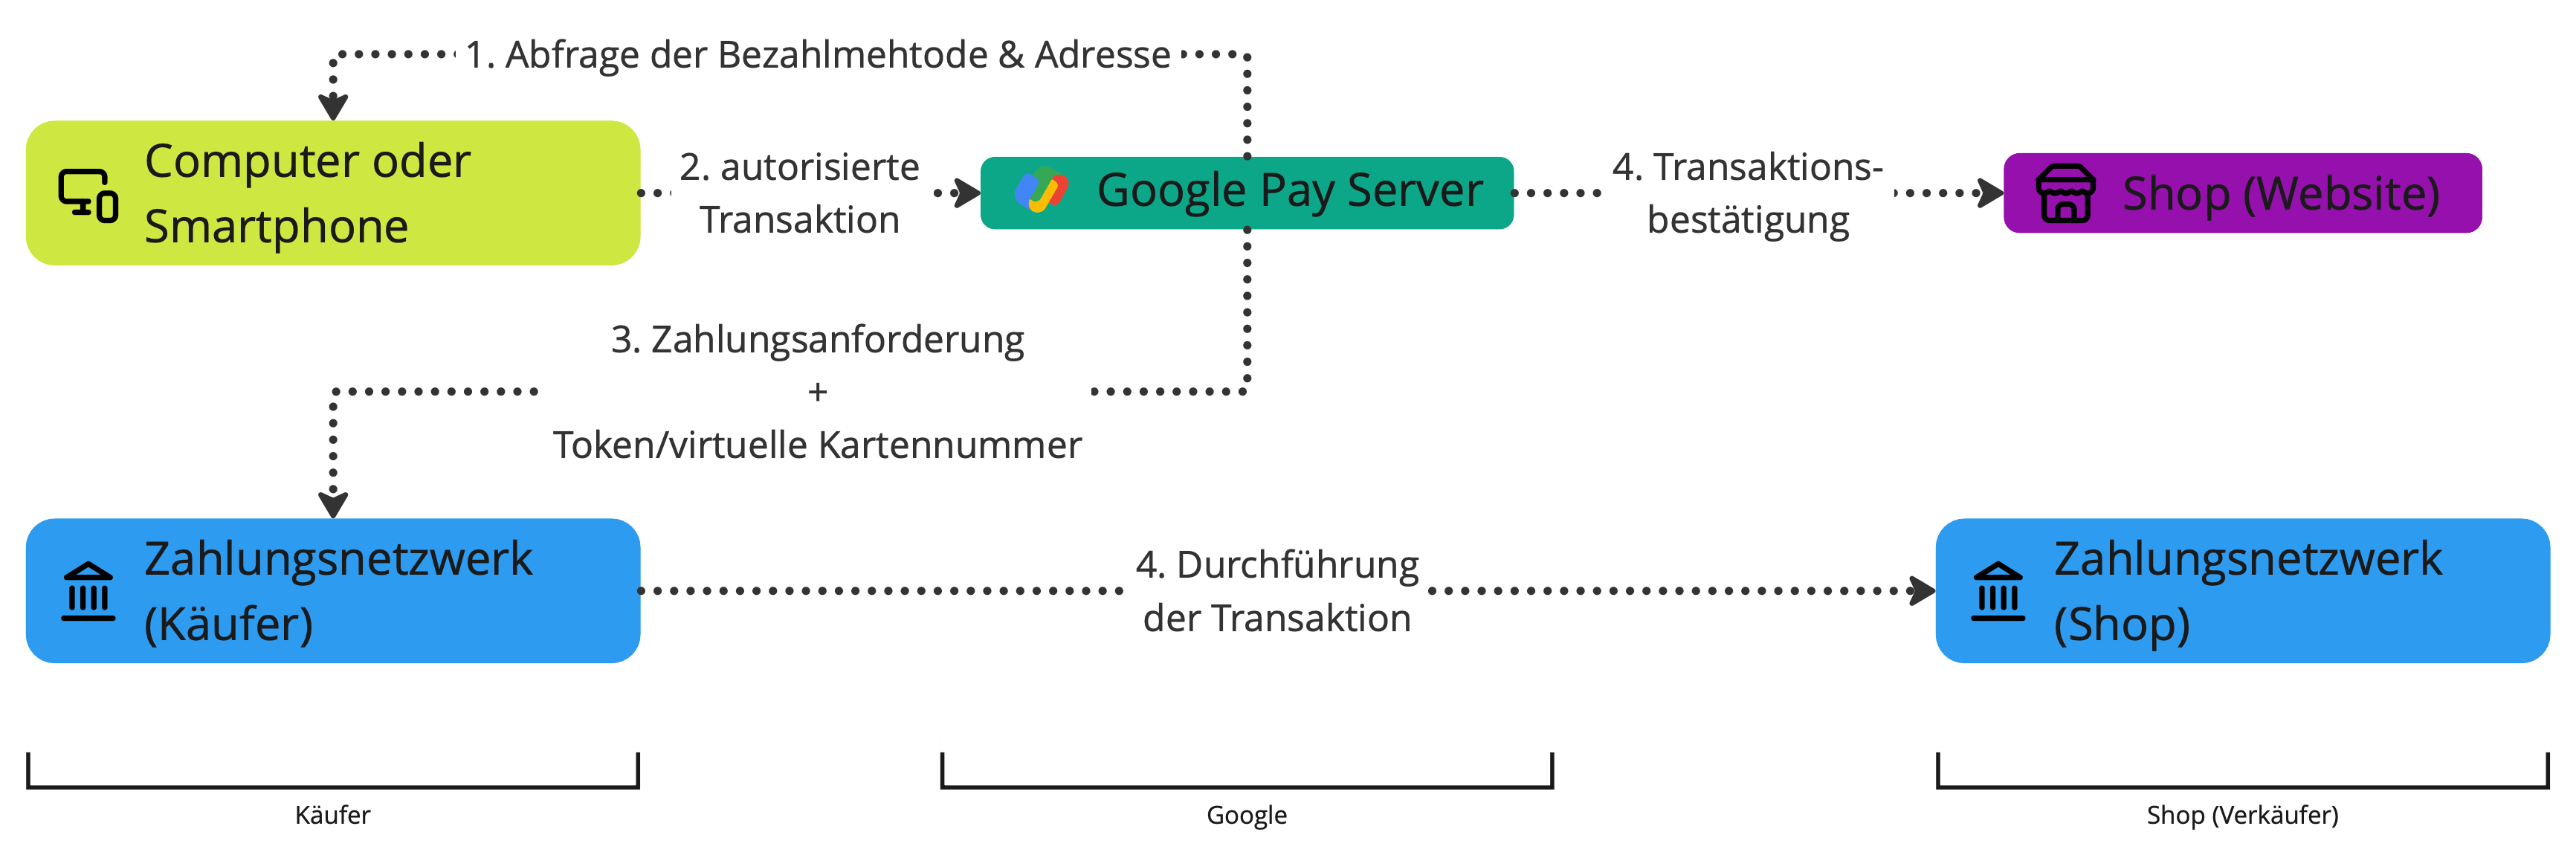 1. Abfrage der Bezahlmehtode & Adresse
Computer oder
Smartphone
2. autorisierte
Transaktion
Google Pay Server
4. Transaktions-
bestätigung
Shop (Website)
3. Zahlungsanforderung
+
Token/virtuelle Kartennummer
Zahlungsnetzwerk
(Käufer)
4. Durchführung
der Transaktion
Zahlungsnetzwerk
(Shop)
Käufer
Google
Shop (Verkäufer)